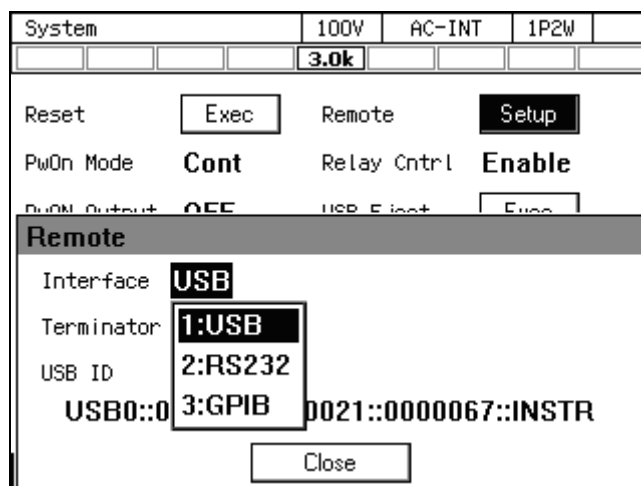 System 100V AC-INT 1P2W
3.0k
Reset Exec Remote Setup
PwOn Mode Cont Relay Cntrl Enable
Remote
Interface USB
Terminator 1:USB
2:RS232
USB ID
3:GPIB
USB0::0 0021::0000067::INSTR
Close